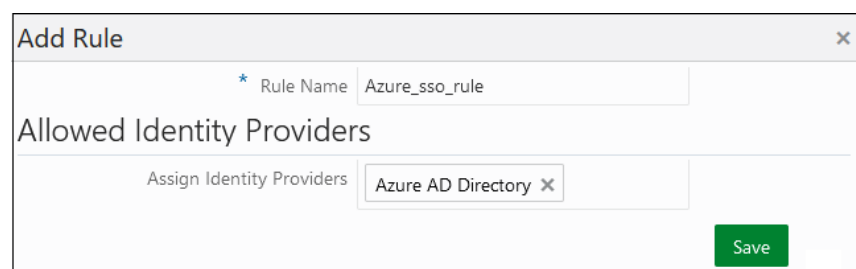 Add Rule ×
* Rule Name Azure_sso_rule
Allowed Identity Providers
Assign Identity Providers Azure AD Directory ×
Save